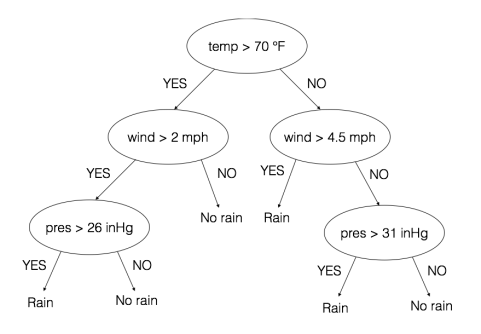 temp > 70 ºF
YES
NO
wind > 2 mph
wind > 4.5 mph
YES
NO
YES
NO
pres > 26 inHg
No rain
Rain
pres > 31 inHg
YES
NO
YES
NO
Rain
No rain
Rain
No rain